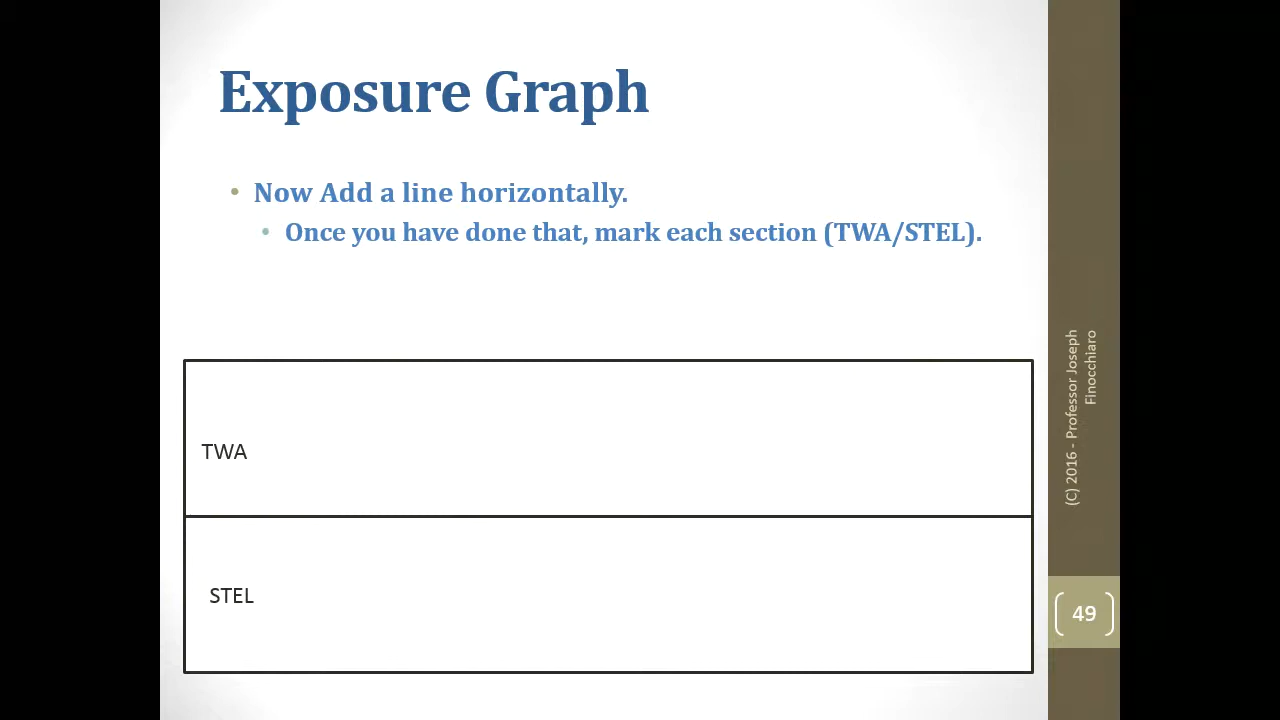 Exposure Graph
• Now Add a line horizontally.
• Once you have done that, mark each section (TWA/STEL).
TWA
STEL
(C) 2016 - Professor Joseph
Finocchiaro
49